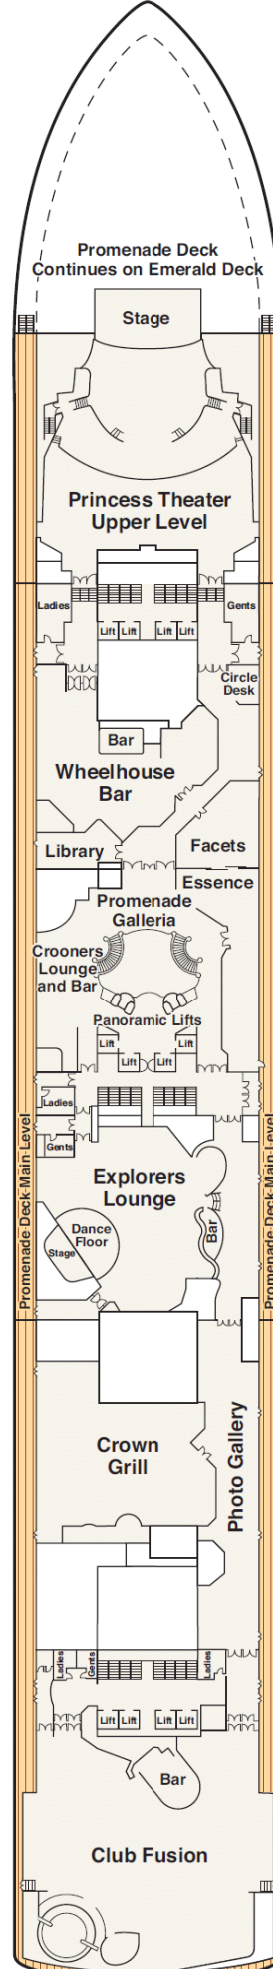 Promenade Deck
Continues on Emerald Deck
Stage
Princess Theater
Upper Level
Ladies
Gents
Lift Lift Lift Lift
Circle
Desk
Bar
Wheelhouse
Bar
Library
Facets
Essence
Promenade
Galleria
Crooners
Lounge
and Bar
Panoramic Lifts
Lift Lift
Lift Lift
Ladies
Gents
Promenade Deck Main Level
Promenade Deck Main Level
Explorers
Lounge
Dance
Floor
Stage
Bar
Crown
Grill
Photo Gallery
Ladies
Gents
Ladies
Lift Lift Lift Lift
Bar
Club Fusion